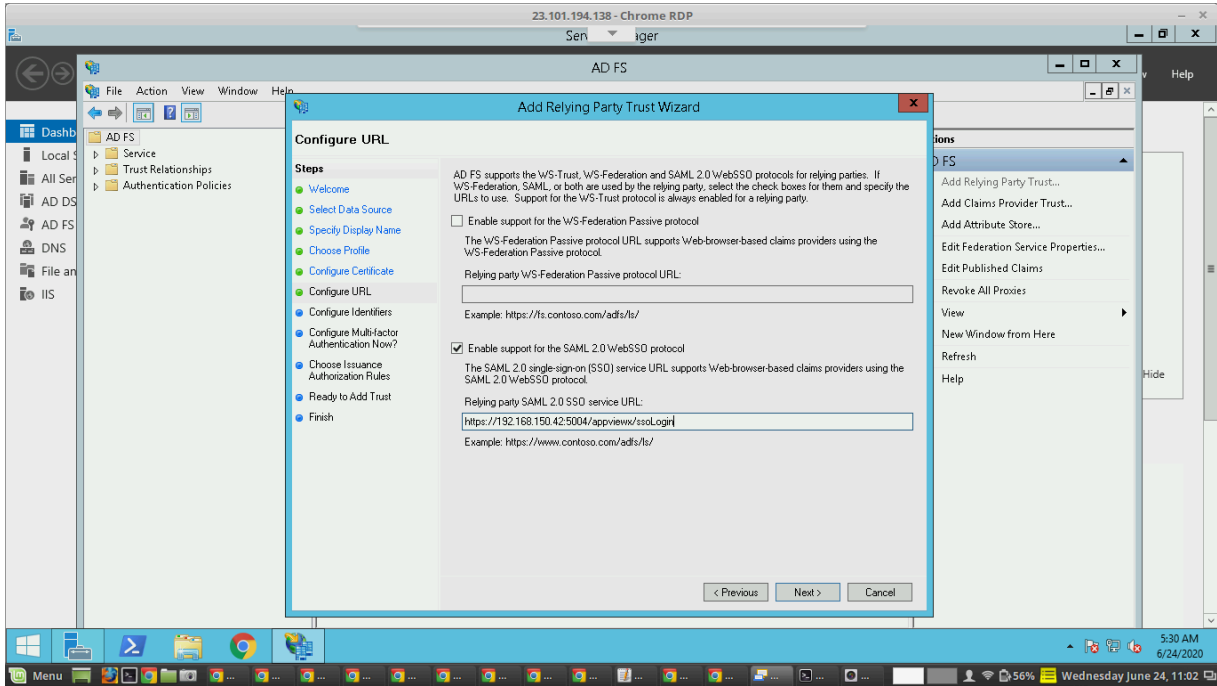 23.101.194.138 - Chrome RDP
Ser ager
AD FS
Help
File Action View Window Help
Add Relying Party Trust Wizard
Dashb
Local S
All Ser
AD DS
AD FS
DNS
File an
IIS
AD FS
Service
Trust Relationships
Authentication Policies
Configure URL
Steps
Welcome
Select Data Source
Specify Display Name
Choose Profile
Configure Certificate
Configure URL
Configure Identifiers
Configure Multi-factor
Authentication Now?
Choose Issuance
Authorization Rules
Ready to Add Trust
Finish
AD FS supports the WS-Trust, WS-Federation and SAML 2.0 WebSSO protocols for relying parties. If
WS-Federation, SAML, or both are used by the relying party, select the check boxes for them and specify the
URLs to use. Support for the WS-Trust protocol is always enabled for a relying party.
Enable support for the WS-Federation Passive protocol
The WS-Federation Passive protocol URL supports Web-browser-based claims providers using the
WS-Federation Passive protocol.
Relying party WS-Federation Passive protocol URL:
Example: https://fs.contoso.com/adfs/ls/
Enable support for the SAML 2.0 WebSSO protocol
The SAML 2.0 single-sign-on (SSO) service URL supports Web-browser-based claims providers using the
SAML 2.0 WebSSO protocol.
Relying party SAML 2.0 SSO service URL:
https://192.168.150.42:5004/appviewx/ssoLogin
Example: https://www.contoso.com/adfs/ls/
< Previous
Next >
Cancel
ions
D FS
Add Relying Party Trust...
Add Claims Provider Trust...
Add Attribute Store...
Edit Federation Service Properties...
Edit Published Claims
Revoke All Proxies
View
New Window from Here
Refresh
Help
Hide
5:30 AM
6/24/2020
Menu
56%
Wednesday June 24, 11:02